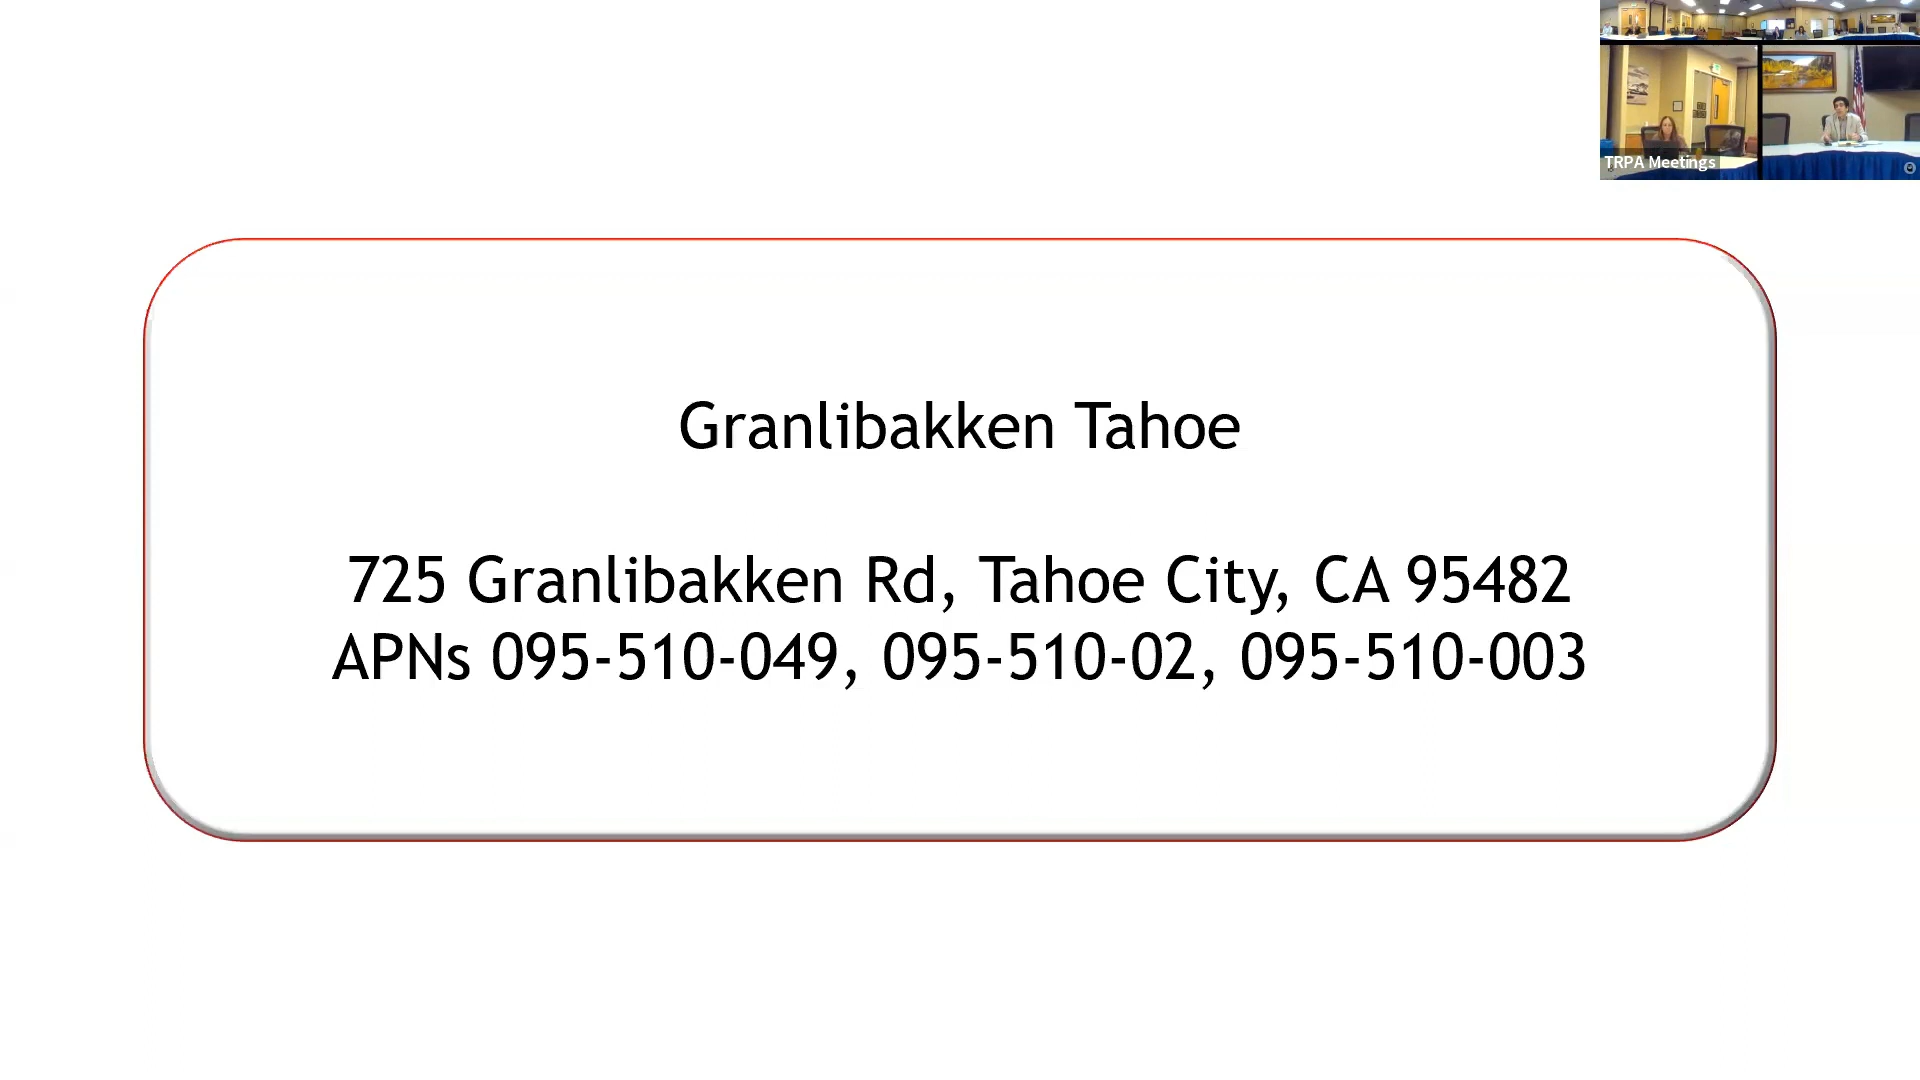 TRPA Meetings
Granlibakken Tahoe
725 Granlibakken Rd, Tahoe City, CA 95482
APNs 095-510-049, 095-510-02, 095-510-003